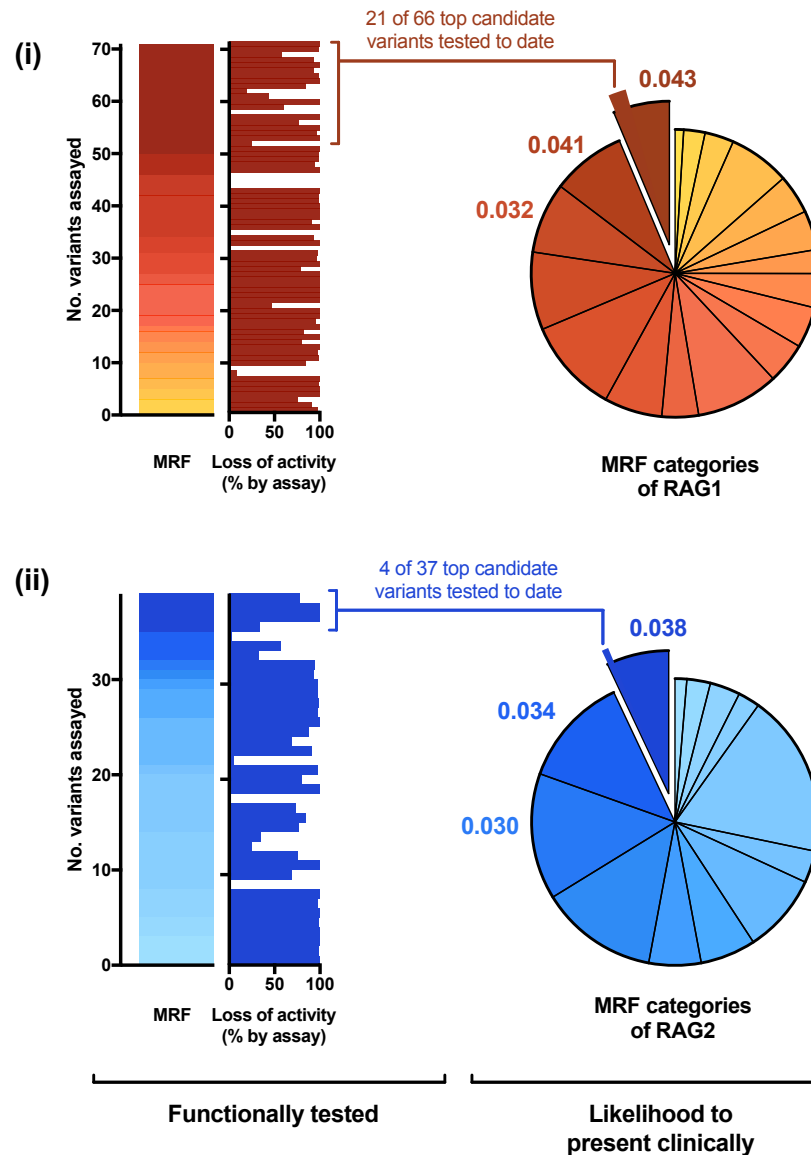 (i)
21 of 66 top candidate
variants tested to date
70
60
50
40
30
20
10
0
No. variants assayed
0
50
100
MRF
Loss of activity
(% by assay)
0.043
0.041
0.032
MRF categories
of RAG1
(ii)
4 of 37 top candidate
variants tested to date
30
20
10
0
No. variants assayed
0
50
100
MRF
Loss of activity
(% by assay)
0.038
0.034
0.030
MRF categories
of RAG2
Functionally tested
Likelihood to
present clinically